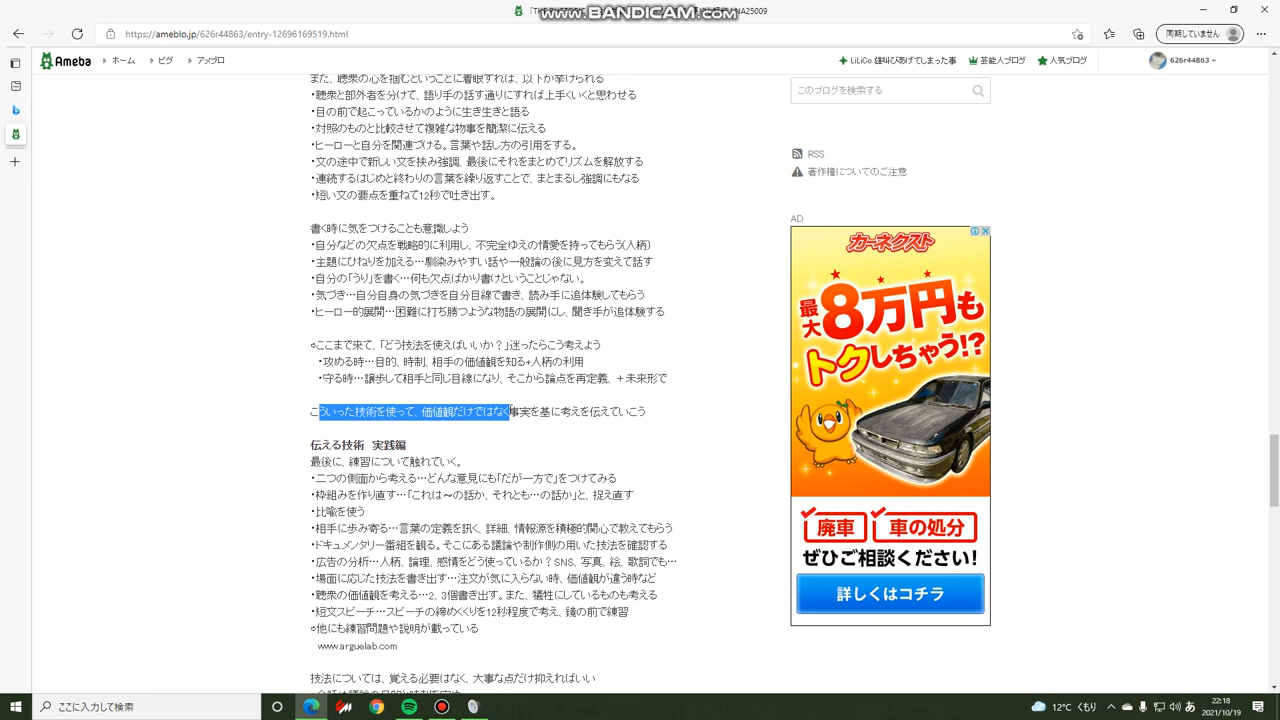 www.BANDICAM.com
https://ameblo.jp/626r44863/entry-12696169519.html
同期していません
Ameba
ホーム
ピグ
アメブロ
LiLiCo 雄叫びあげてしまった事
芸能人ブログ
人気ブログ
626r44863
また、聴衆の心を掴むということに着眼すれば、以下が挙げられる
・聴衆と部外者を分けて、語り手の話す通りにすれば上手くいくと思わせる
・目の前で起こっているかのように生き生きと語る
・対照のものと比較させて複雑な物事を簡潔に伝える
・ヒーローと自分を関連づける。言葉や話し方の引用をする。
・文の途中で新しい文を挟み強調、最後にそれをまとめてリズムを解放する
・連続するはじめと終わりの言葉を繰り返すことで、まとまるし強調にもなる
・短い文の要点を重ねて12秒で吐き出す。
書く時に気をつけることも意識しよう
・自分などの欠点を戦略的に利用し、不完全ゆえの情愛を持ってもらう(人柄)
・主題にひねりを加える…馴染みやすい話や一般論の後に見方を変えて話す
・自分の「うり」を書く…何も欠点ばかり書けということじゃない。
・気づき…自分自身の気づきを自分目線で書き、読み手に追体験してもらう
・ヒーロー的展開…困難に打ち勝つような物語の展開にし、聞き手が追体験する
⇨ここまで来て、「どう技法を使えばいいか？」迷ったらこう考えよう
・攻める時…目的、時制、相手の価値観を知る+人柄の利用
・守る時…譲歩して相手と同じ目線になり、そこから論点を再定義、＋未来形で
こういった技術を使って、価値観だけではなく事実を基に考えを伝えていこう
伝える技術　実践編
最後に、練習について触れていく。
・二つの側面から考える…どんな意見にも「だが一方で」をつけてみる
・枠組みを作り直す…「これは～の話か、それとも…の話か」と、捉え直す
・比喩を使う
・相手に歩み寄る…言葉の定義を訊く、詳細、情報源を積極的関心で教えてもらう
・ドキュメンタリー番組を観る。そこにある議論や制作側の用いた技法を確認する
・広告の分析…人柄、論理、感情をどう使っているか？SNS、写真、絵、歌詞でも…
・場面に応じた技法を書き出す…注文が気に入らない時、価値観が違う時など
・聴衆の価値観を考える…2、3個書き出す。また、犠牲にしているものも考える
・短文スピーチ…スピーチの締めくくりを12秒程度で考え、鏡の前で練習
⇨他にも練習問題や説明が載っている
www.arguelab.com
技法については、覚える必要はなく、大事な点だけ抑えればいい
このブログを検索する
RSS
著作権についてのご注意
AD
カーネクスト
最大8万円も
トクしちゃう!?
廃車
車の処分
ぜひご相談ください!
詳しくはコチラ
ここに入力して検索
12°C くもり
あ
22:18
2021/10/19